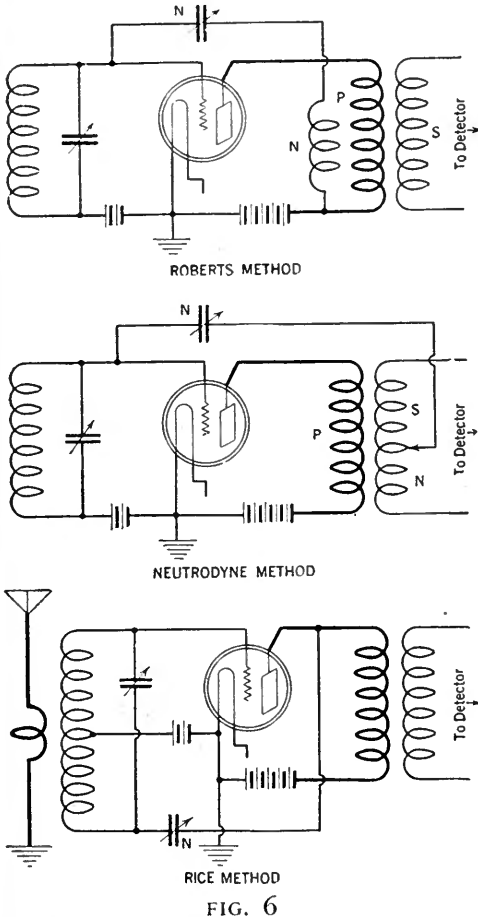 N
P
N
S
To Detector →
ROBERTS METHOD
N
P
S
N
To Detector →
NEUTRODYNE METHOD
To Detector →
N
RICE METHOD
FIG. 6